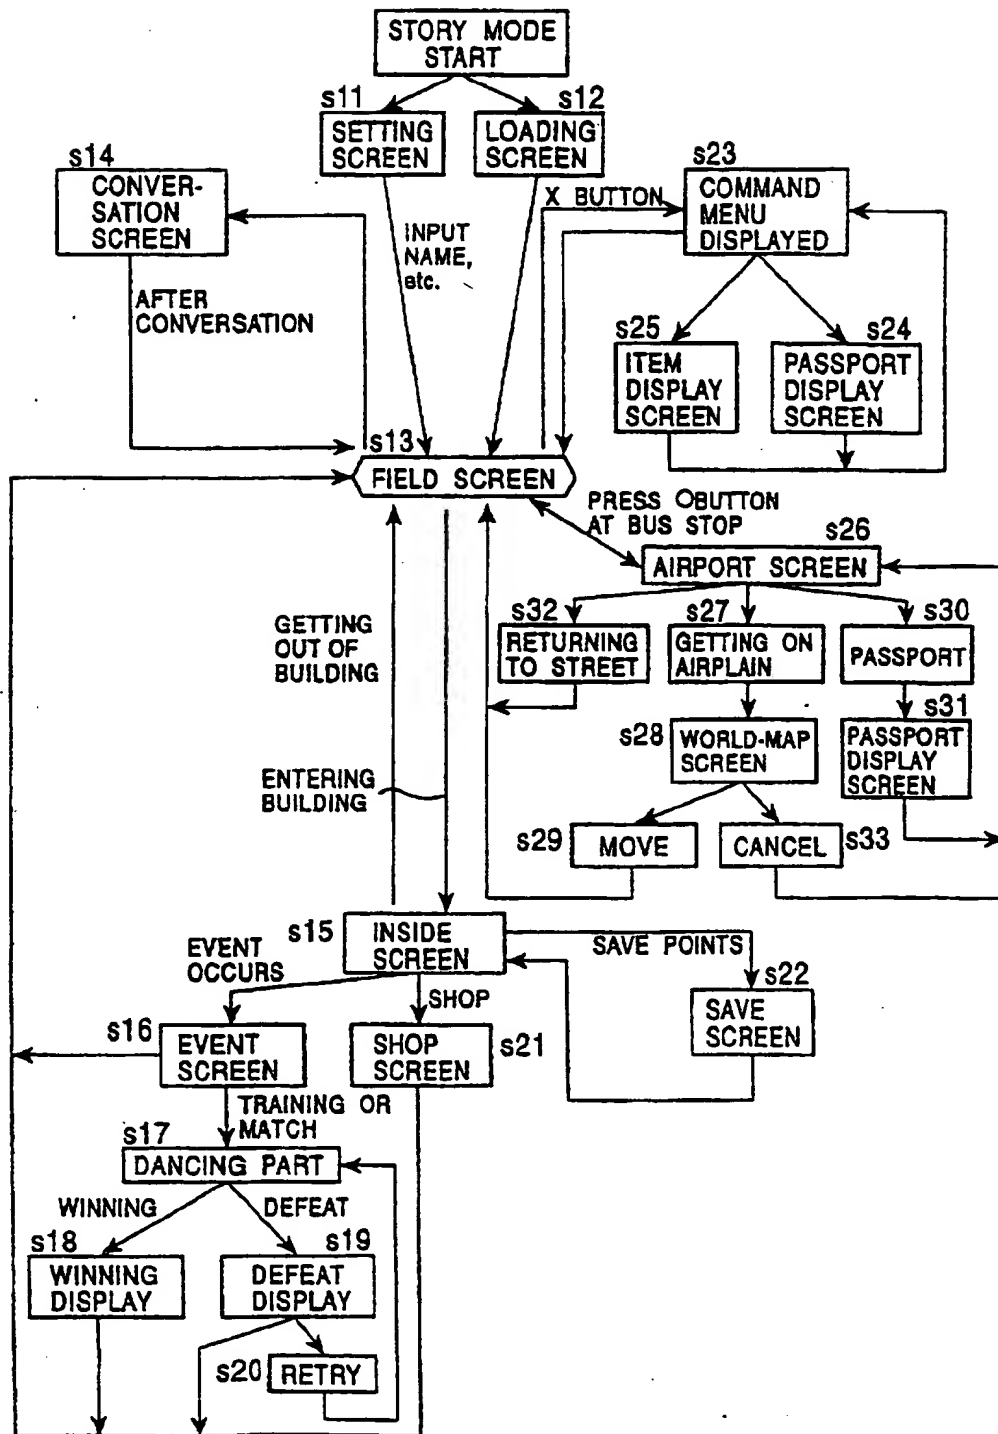 STORY MODE
START
s11
SETTING
SCREEN
s12
LOADING
SCREEN
s14
CONVER-
SATION
SCREEN
s23
COMMAND
MENU
DISPLAYED
X BUTTON
INPUT
NAME,
etc.
AFTER
CONVERSATION
s25
ITEM
DISPLAY
SCREEN
s24
PASSPORT
DISPLAY
SCREEN
s13
FIELD SCREEN
PRESS OBUTTON
AT BUS STOP
s26
AIRPORT SCREEN
s32
RETURNING
TO STREET
s27
GETTING ON
AIRPLAIN
s30
PASSPORT
GETTING
OUT OF
BUILDING
s28
WORLD-MAP
SCREEN
s31
PASSPORT
DISPLAY
SCREEN
ENTERING
BUILDING
s29
MOVE
CANCEL
s33
s15
INSIDE
SCREEN
SAVE POINTS
EVENT
OCCURS
SHOP
s22
SAVE
SCREEN
s16
EVENT
SCREEN
SHOP
SCREEN
s21
TRAINING OR
MATCH
s17
DANCING PART
WINNING
DEFEAT
s18
WINNING
DISPLAY
s19
DEFEAT
DISPLAY
s20
RETRY